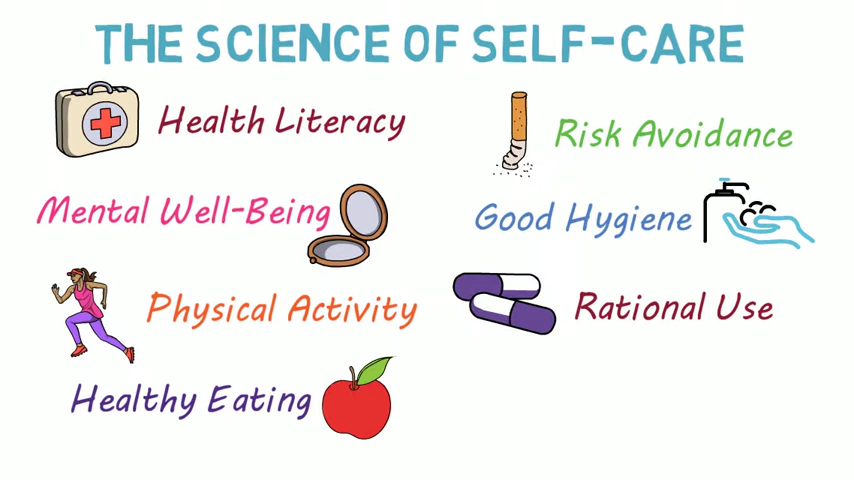 THE SCIENCE OF SELF-CARE
Health Literacy
Mental Well-Being
Physical Activity
Healthy Eating
Risk Avoidance
Good Hygiene
Rational Use